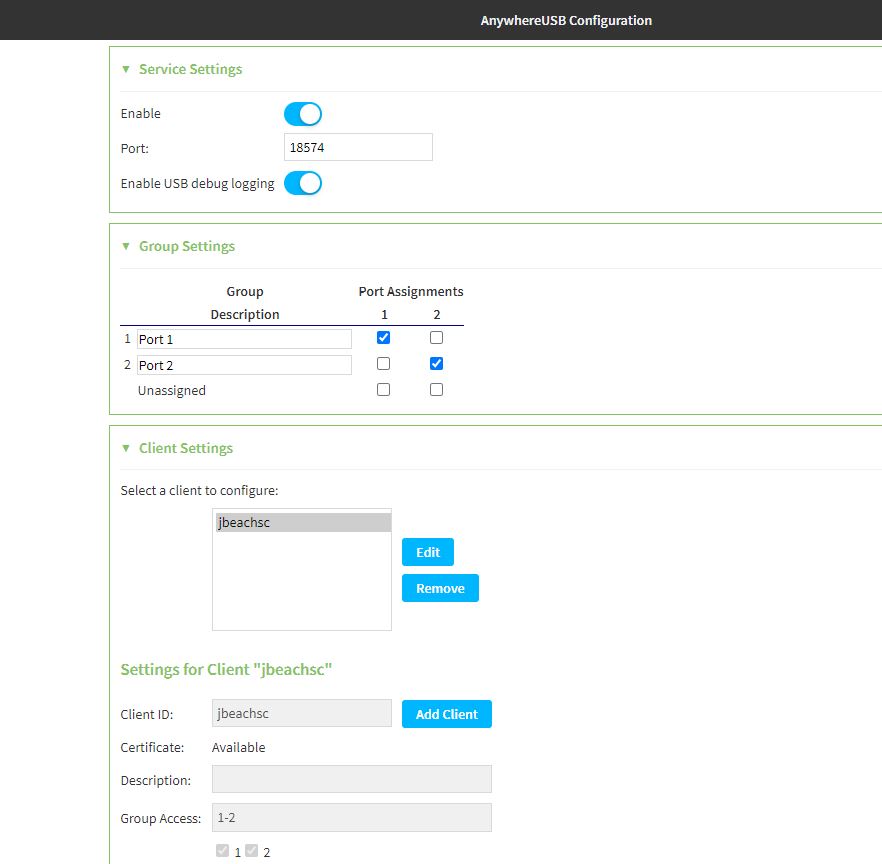 AnywhereUSB Configuration
▼ Service Settings
Enable
Port: 18574
Enable USB debug logging
▼ Group Settings
Group Port Assignments
Description 1 2
1 Port 1
2 Port 2
Unassigned
▼ Client Settings
Select a client to configure:
jbeachsc
Edit
Remove
Settings for Client "jbeachsc"
Client ID: jbeachsc Add Client
Certificate: Available
Description:
Group Access: 1-2
1 2